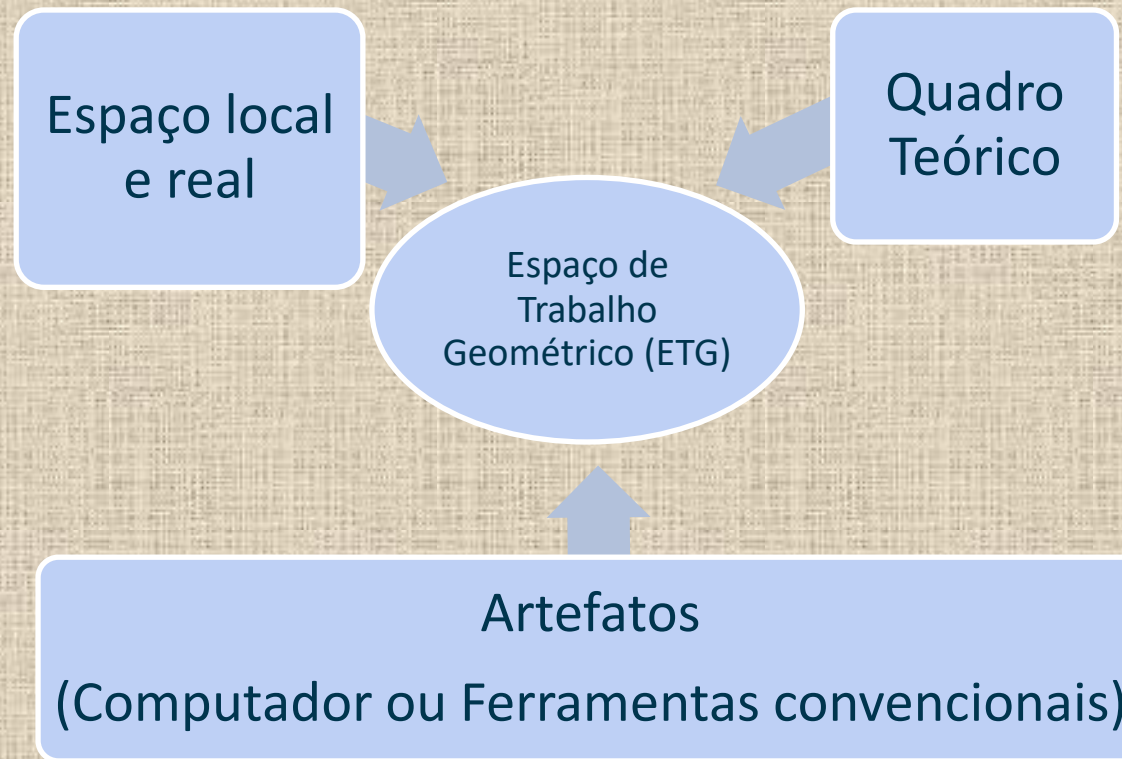 Espaço local
e real
Quadro
Teórico
Espaço de
Trabalho
Geométrico (ETG)
Artefatos
(Computador ou Ferramentas convencionais)